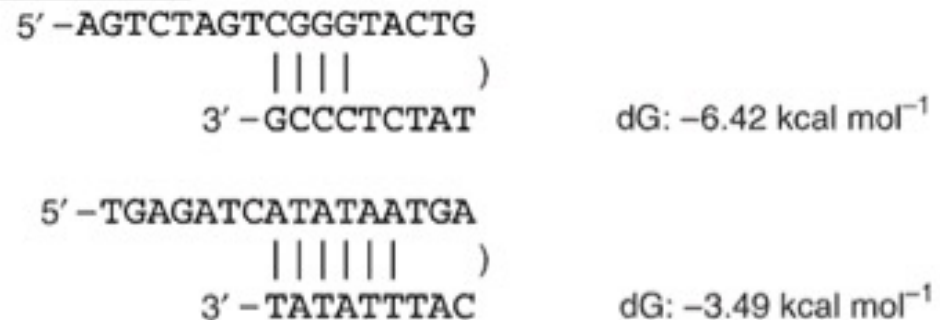 5′–AGTCTAGTCGGGTACTG
|||| )
3′–GCCCTCTAT dG: –6.42 kcal mol⁻¹
5′–TGAGATCATATAATGA
|||||| )
3′–TATATTTAC dG: –3.49 kcal mol⁻¹